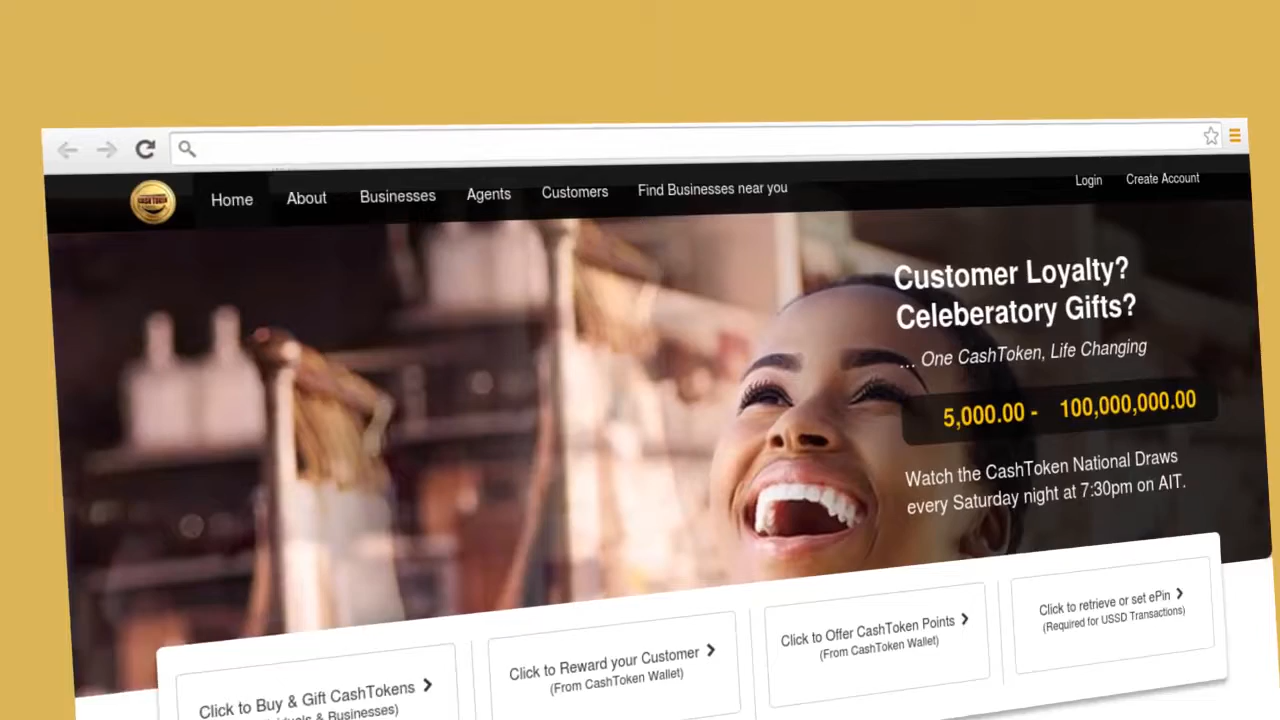 CASH TOKEN
Home About Businesses Agents Customers Find Businesses near you Login Create Account
Customer Loyalty?
Celeberatory Gifts?
... One CashToken, Life Changing
5,000.00 - 100,000,000.00
Watch the CashToken National Draws
every Saturday night at 7:30pm on AIT.
Click to Buy & Gift CashTokens
& Businesses)
Click to Reward your Customer
(From CashToken Wallet)
Click to Offer CashToken Points
(From CashToken Wallet)
Click to retrieve or set ePin
(Required for USSD Transactions)